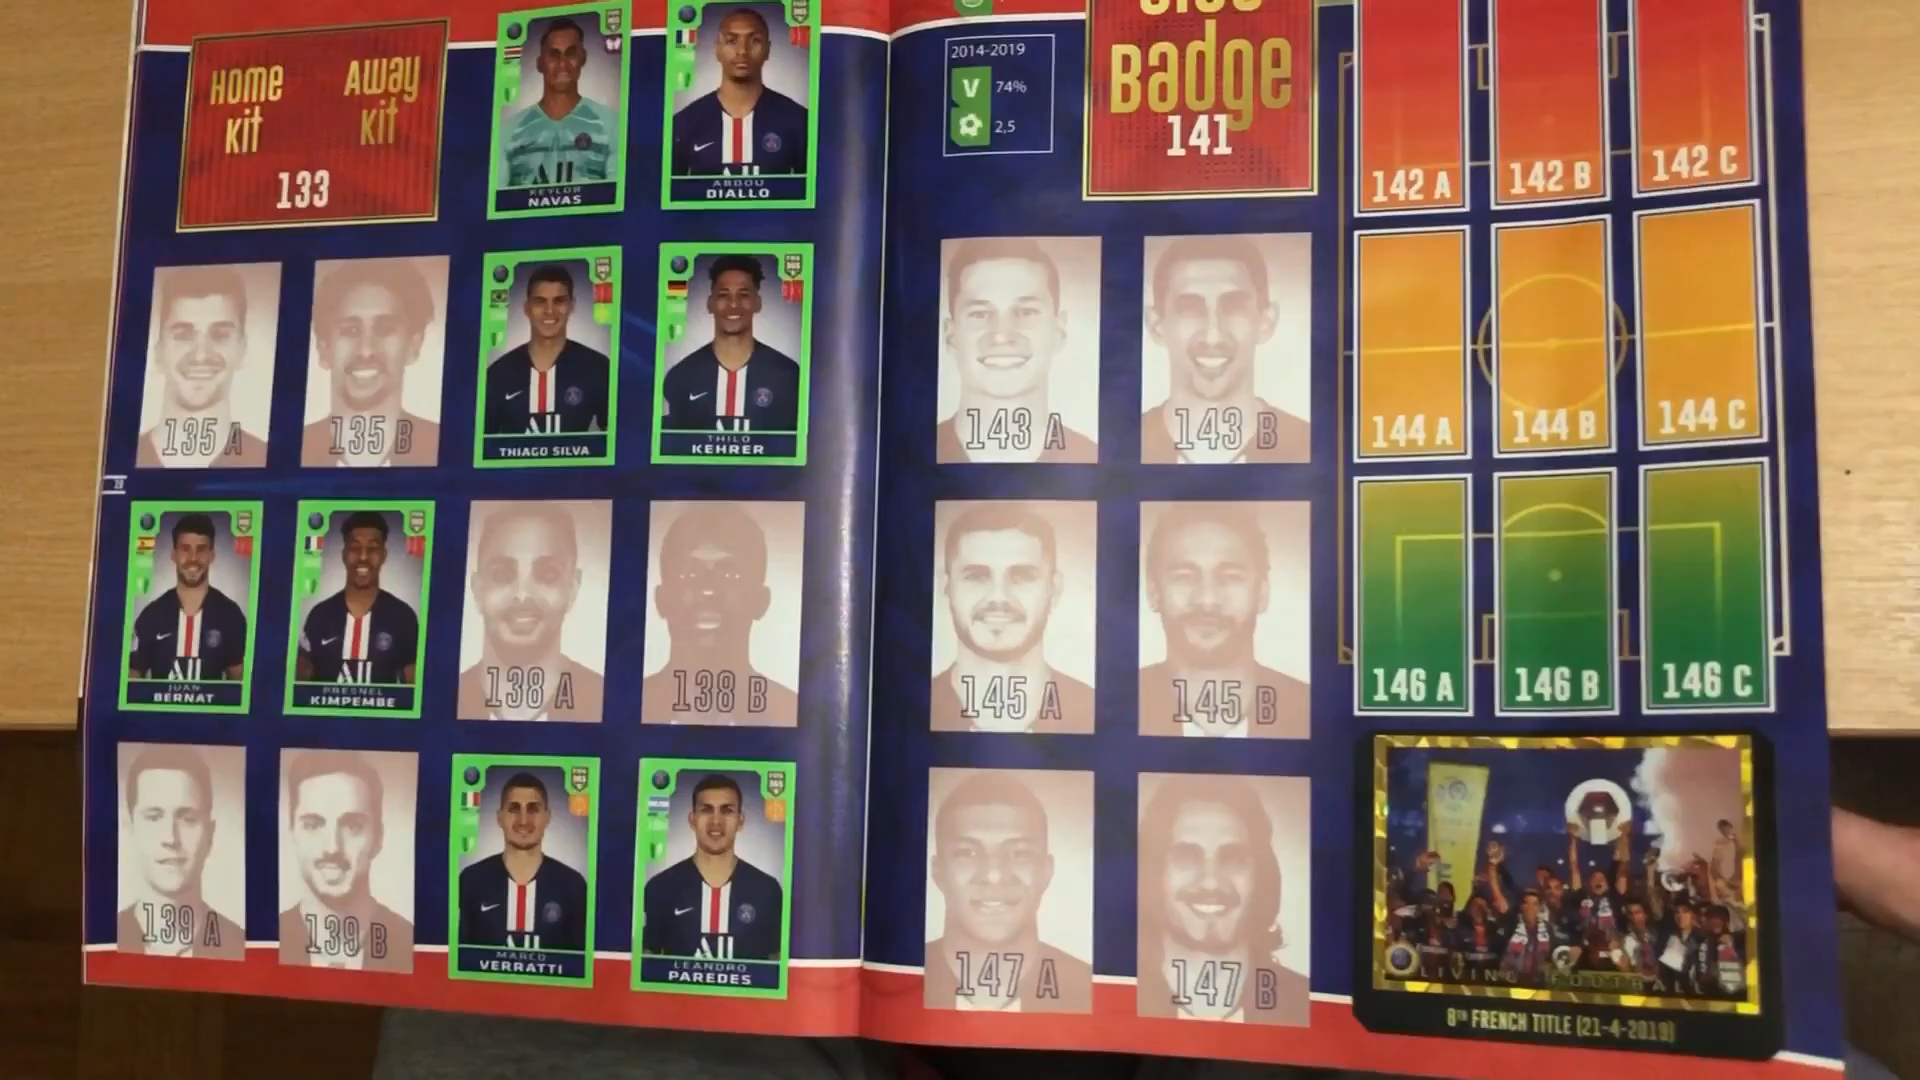 Home Kit
Away Kit
133
KEYLOR
NAVAS
ABDOU
DIALLO
135 A
135 B
THIAGO SILVA
THILO
KEHRER
20
JUAN
BERNAT
PRESNEL
KIMPEMBE
138 A
138 B
139 A
139 B
MARCO
VERRATTI
LEANDRO
PAREDES
2014-2019
V 74%
2,5
Badge
141
142 A
142 B
142 C
143 A
143 B
144 A
144 B
144 C
145 A
145 B
146 A
146 B
146 C
147 A
147 B
LIVING FOOTBALL
8TH FRENCH TITLE (21-4-2019)